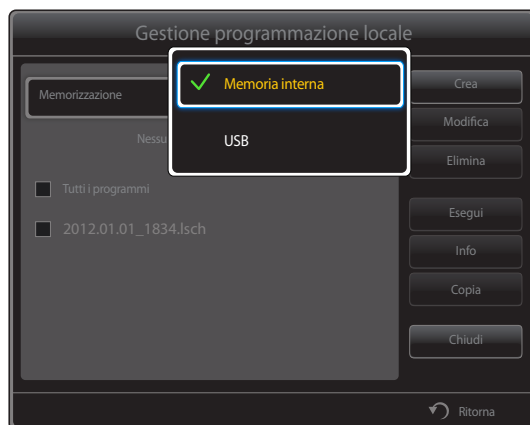 Gestione programmazione locale
Memorizzazione
Memoria interna
USB
Nessu
Tutti i programmi
2012.01.01_1834.lsch
Crea
Modifica
Elimina
Esegui
Info
Copia
Chiudi
Ritorna